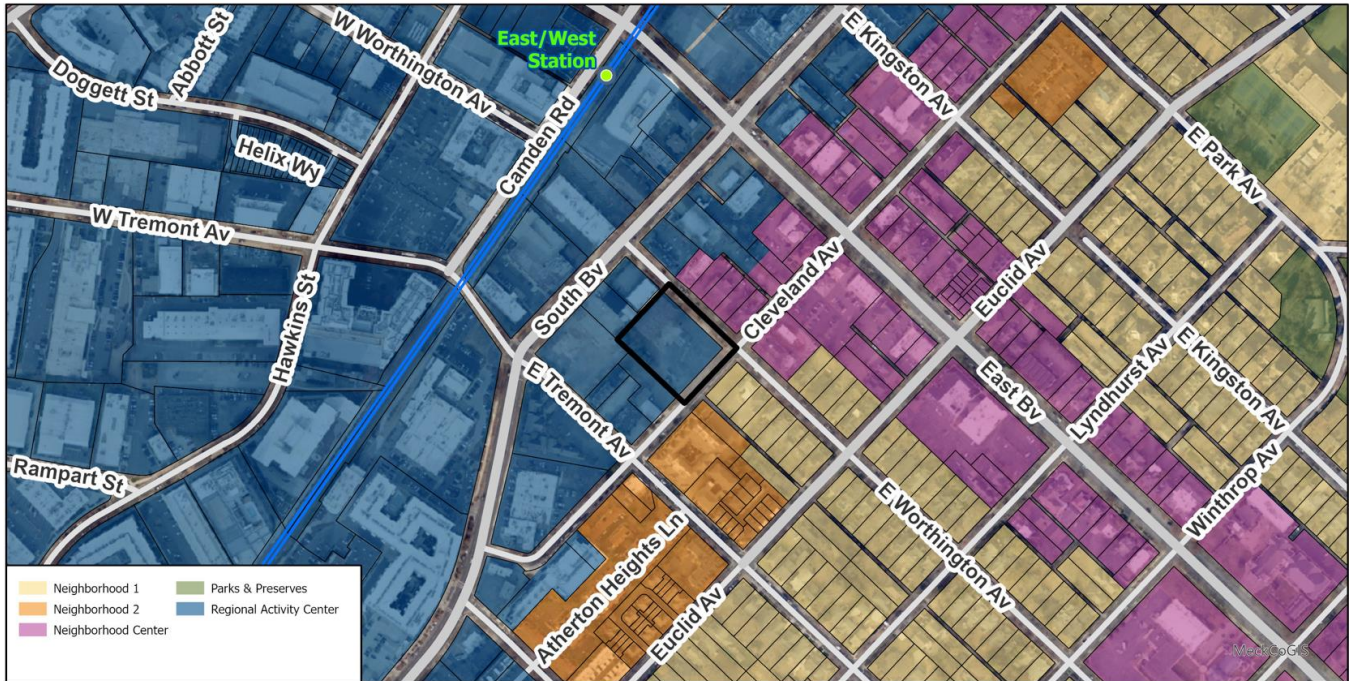 East/West
Station
Abbott St
W Worthington Av
Doggett St
Helix Wy
Camden Rd
E Kingston Av
E Park Av
W Tremont Av
Hawkins St
South Bv
Cleveland Av
Euclid Av
E Tremont Av
East Bv
Lyndhurst Av
E Kingston Av
Rampart St
E Worthington Av
Winthrop Av
Atherton Heights Ln
Euclid Av
Neighborhood 1
Parks & Preserves
Neighborhood 2
Regional Activity Center
Neighborhood Center
MeckCoGIS